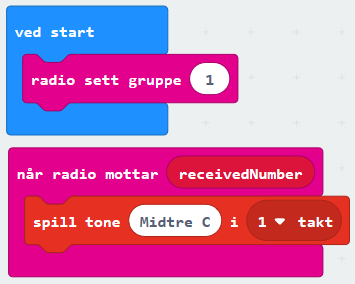 ved start
radio sett gruppe 1
når radio mottar receivedNumber
spill tone Midtre C i 1 takt